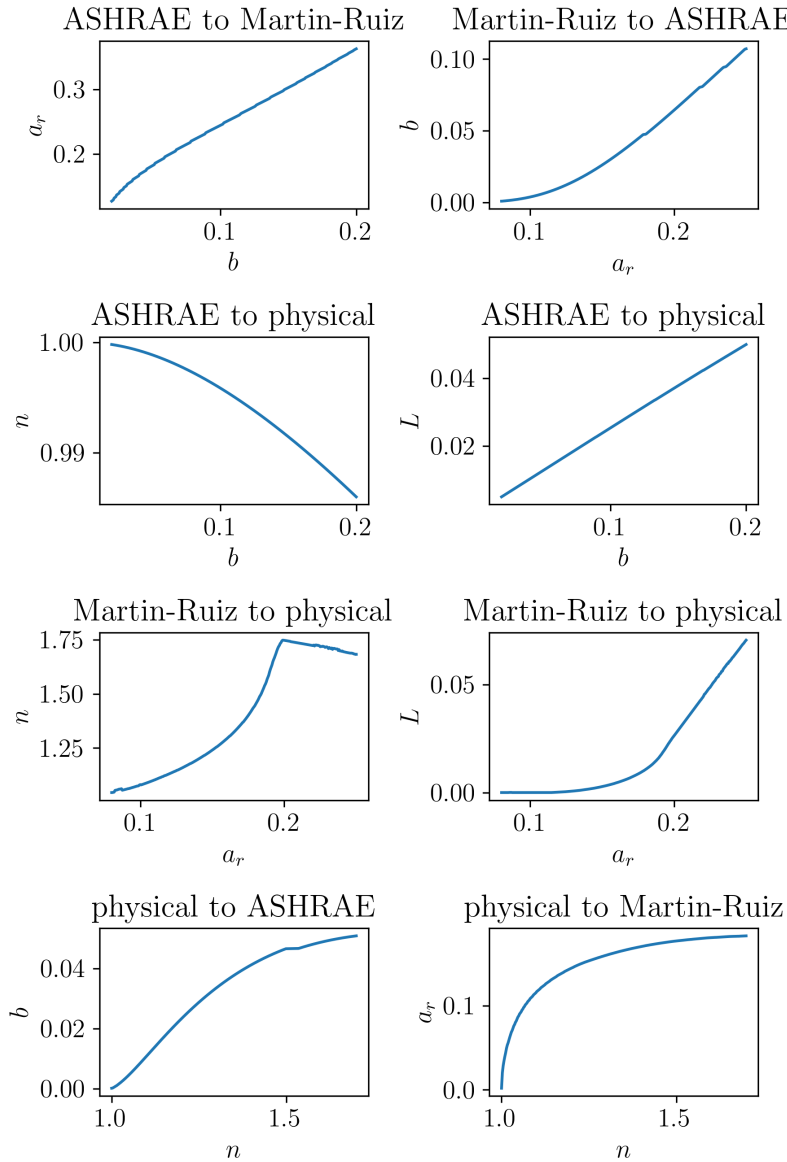 ASHRAE to Martin-Ruiz
Martin-Ruiz to ASHRAE
0.3
0.2
a_r
0.1
0.2
b
0.10
0.05
0.00
b
0.1
0.2
a_r
ASHRAE to physical
ASHRAE to physical
1.00
0.99
n
0.1
0.2
b
0.04
0.02
L
0.1
0.2
b
Martin-Ruiz to physical
Martin-Ruiz to physical
1.75
1.50
1.25
n
0.1
0.2
a_r
0.05
0.00
L
0.1
0.2
a_r
physical to ASHRAE
physical to Martin-Ruiz
0.04
0.02
0.00
b
1.0
1.5
n
0.1
0.0
a_r
1.0
1.5
n